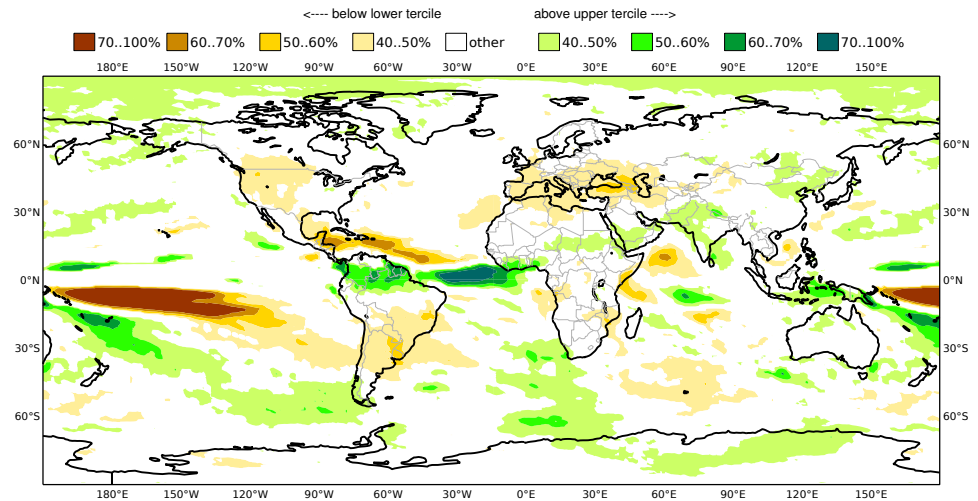 <---- below lower tercile above upper tercile ---->
70..100% 60..70% 50..60% 40..50% other 40..50% 50..60% 60..70% 70..100%
180°E 150°W 120°W 90°W 60°W 30°W 0°E 30°E 60°E 90°E 120°E 150°E
60°N 60°N
30°N 30°N
0°N 0°N
30°S 30°S
60°S 60°S
180°E 150°W 120°W 90°W 60°W 30°W 0°E 30°E 60°E 90°E 120°E 150°E